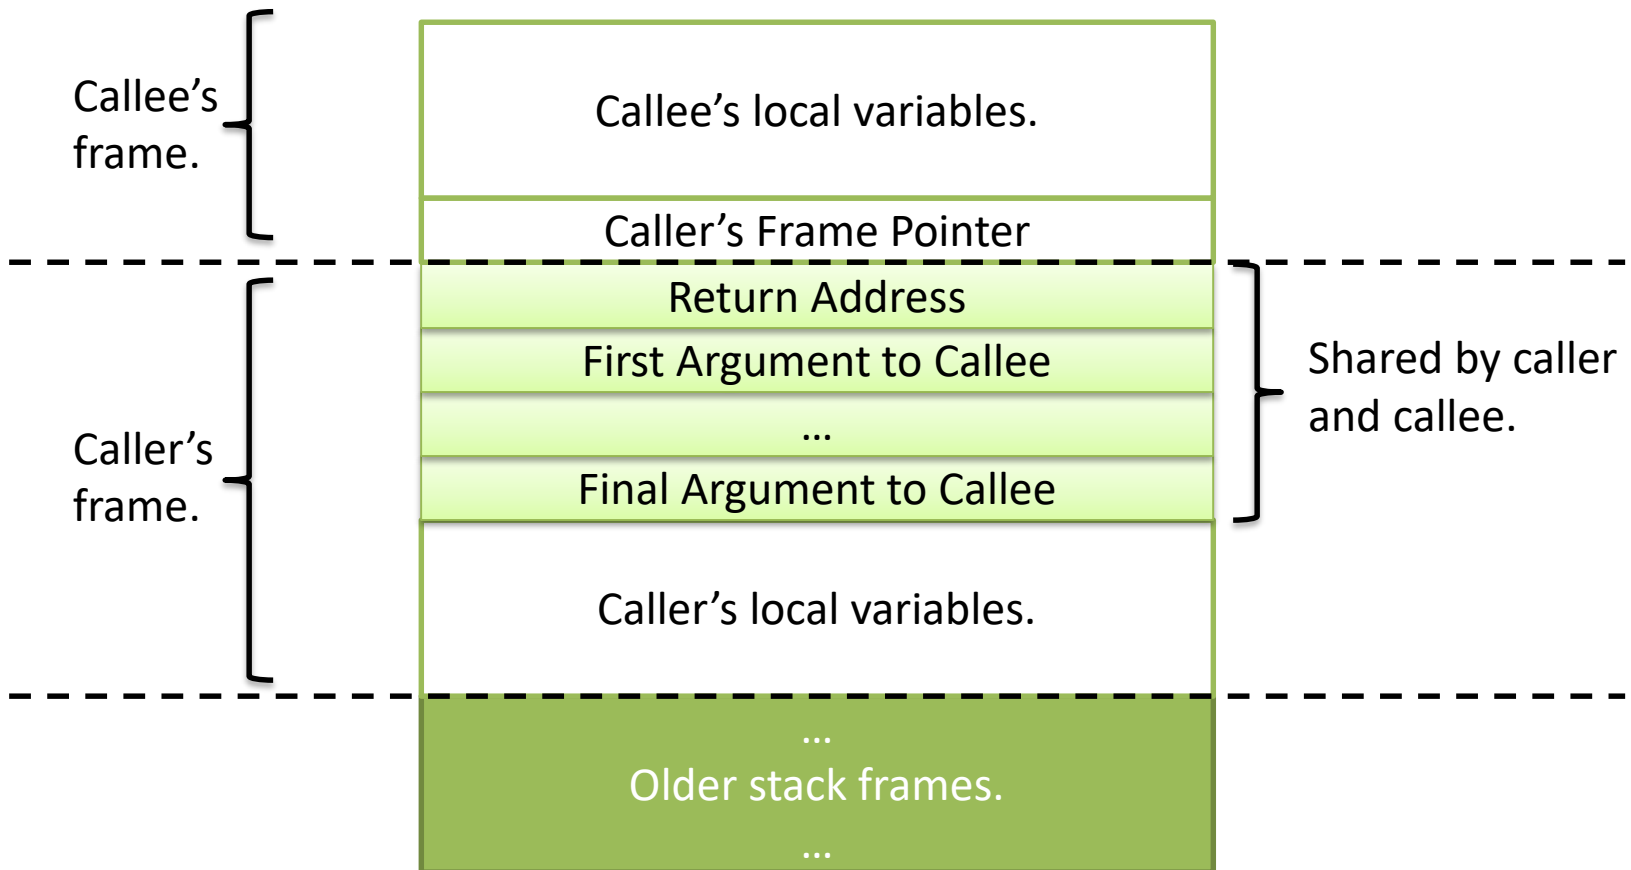 Callee’s
frame.
Callee’s local variables.
Caller’s Frame Pointer
Return Address
First Argument to Callee
…
Final Argument to Callee
Shared by caller
and callee.
Caller’s
frame.
Caller’s local variables.
…
Older stack frames.
…